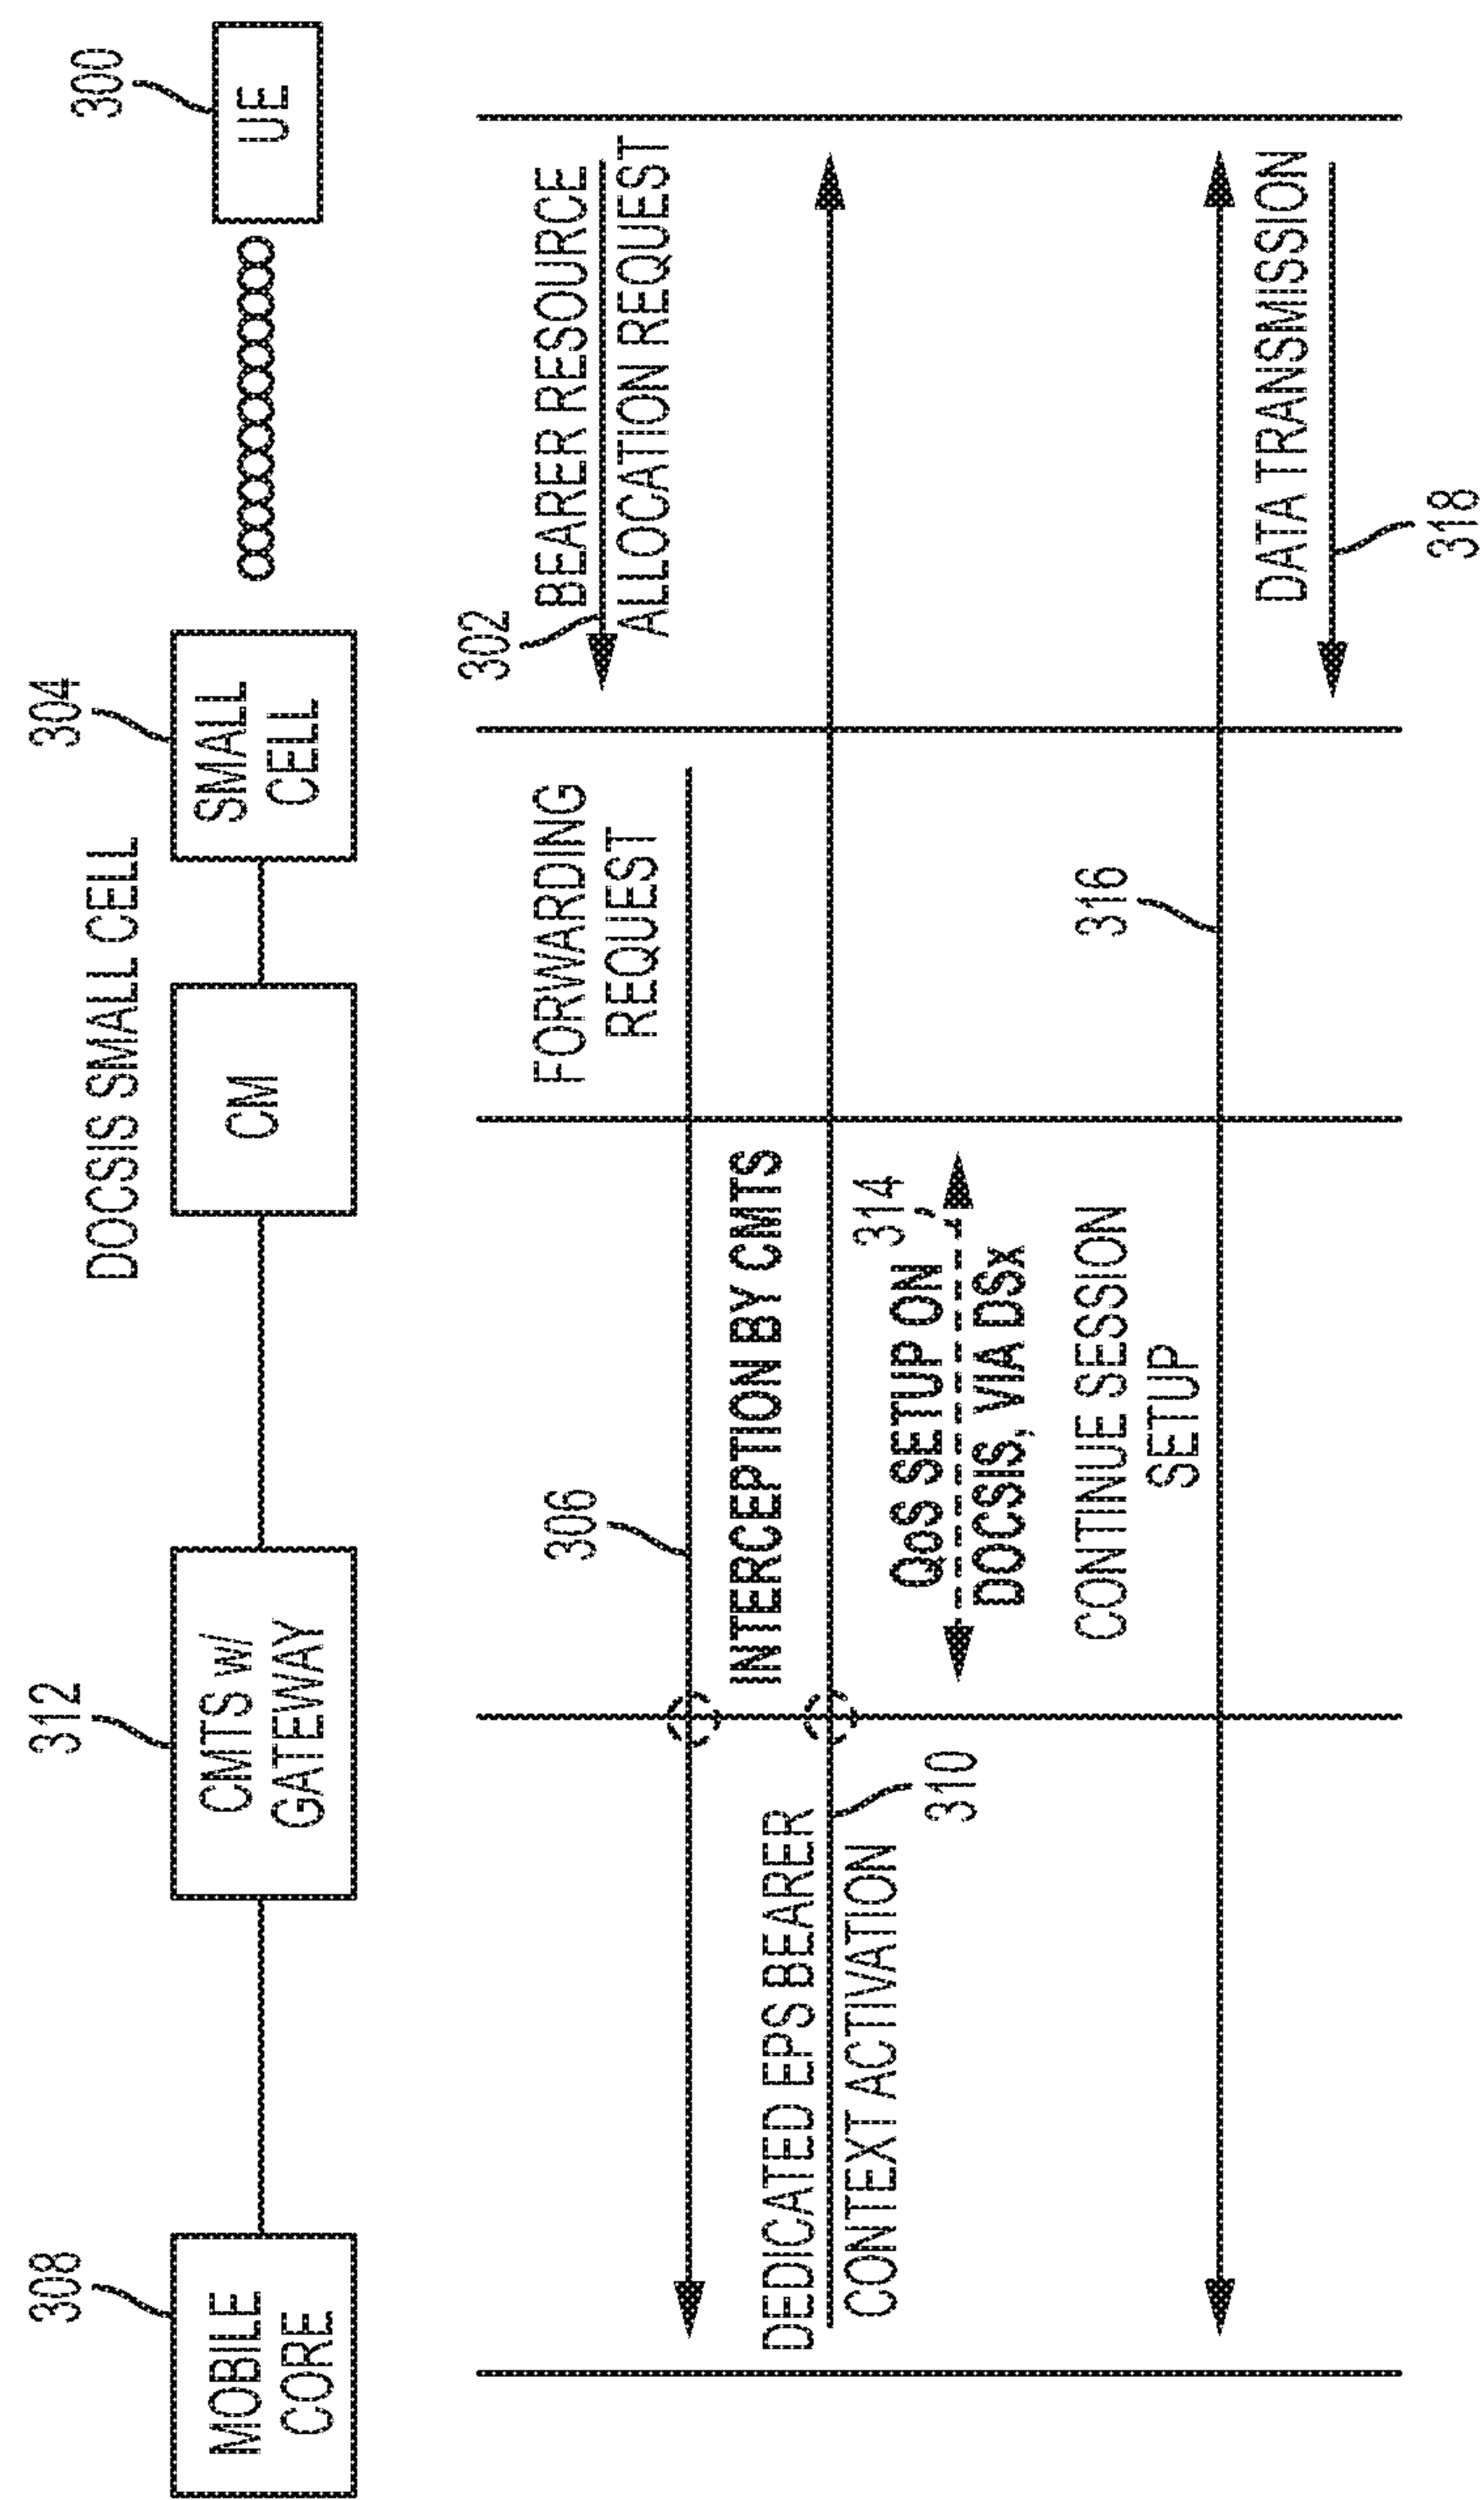 DOCSIS SMALL CELL
308
MOBILE
CORE
312
CMTS w/
GATEWAY
CM
304
SMALL
CELL
300
UE
302
BEARER RESOURCE
ALLOCATION REQUEST
FORWARDING
REQUEST
306
INTERCEPTION BY CMTS
DEDICATED EPS BEARER
CONTEXT ACTIVATION
310
314
QoS SETUP ON
DOCSIS, VIA DSx
CONTINUE SESSION
SETUP
316
DATA TRANSMISSION
318